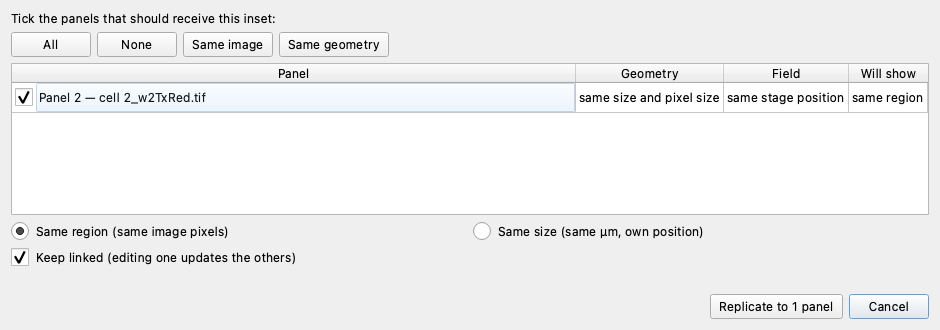 Tick the panels that should receive this inset:
All None Same image Same geometry
Panel Geometry Field Will show
Panel 2 — cell 2_w2TxRed.tif same size and pixel size same stage position same region
Same region (same image pixels) Same size (same µm, own position)
Keep linked (editing one updates the others)
Replicate to 1 panel Cancel